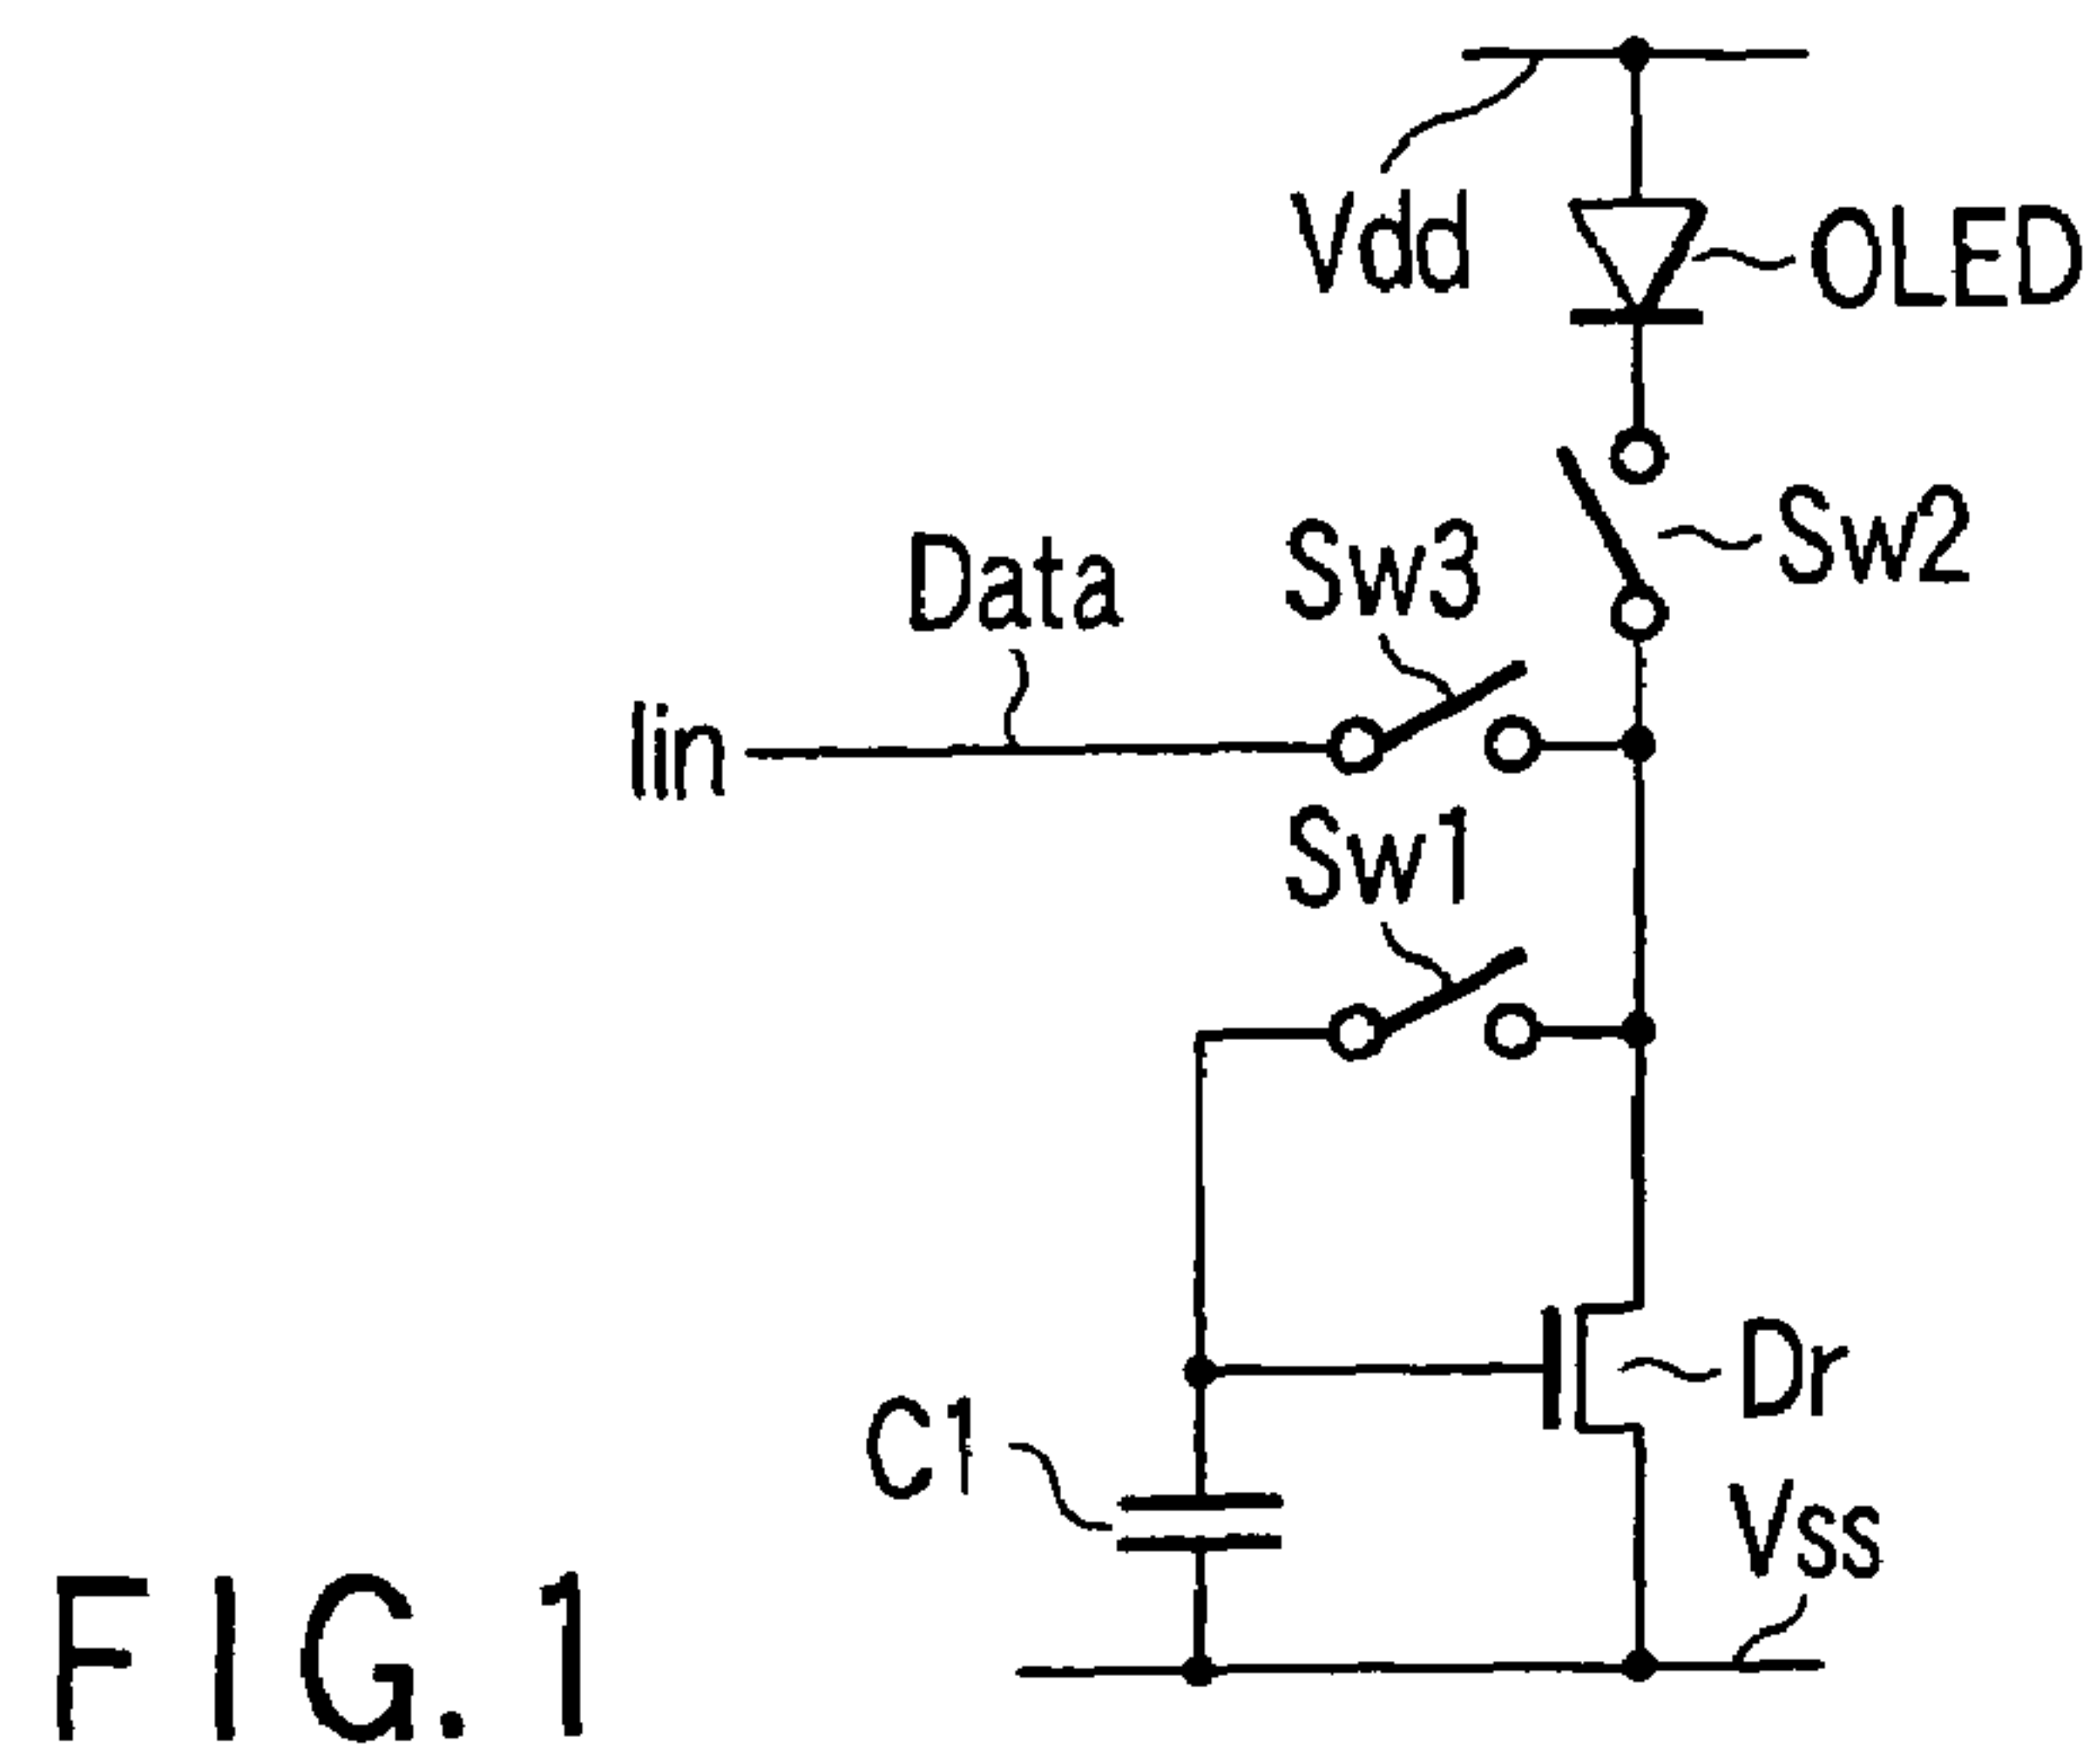 Vdd
OLED
Sw2
Data
Sw3
Iin
Sw1
Dr
C1
Vss
FIG. 1